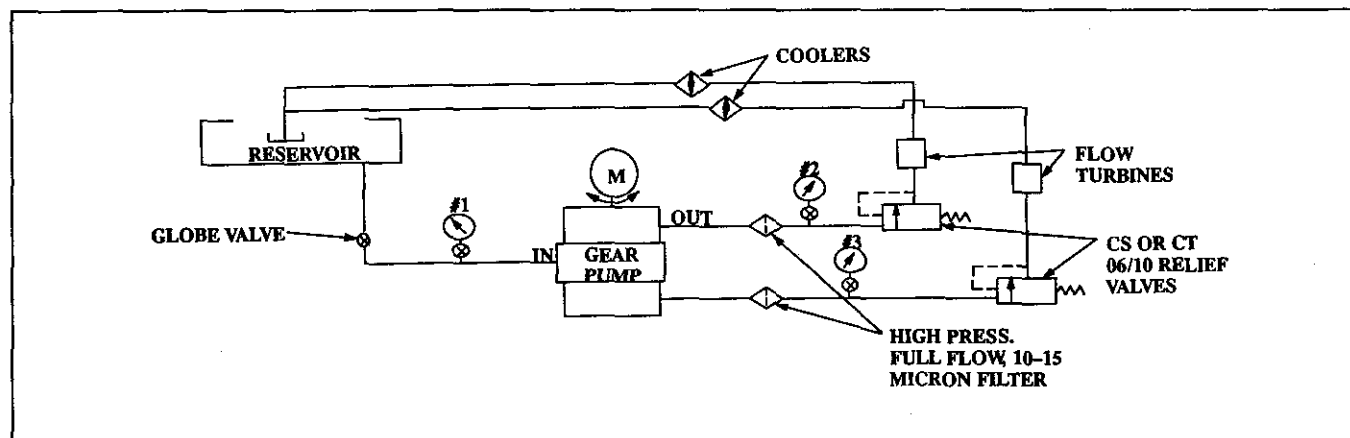 COOLERS
RESERVOIR
M
#1
#2
FLOW
TURBINES
GLOBE VALVE
OUT
IN
GEAR
PUMP
#3
CS OR CT
06/10 RELIEF
VALVES
HIGH PRESS.
FULL FLOW, 10–15
MICRON FILTER